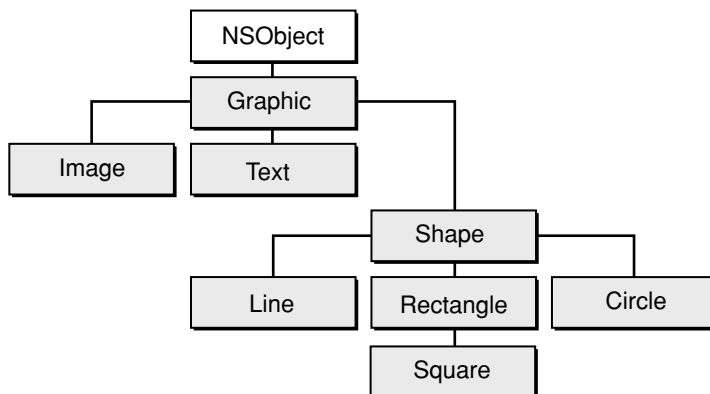 NSObject
Graphic
Image
Text
Shape
Line
Rectangle
Circle
Square